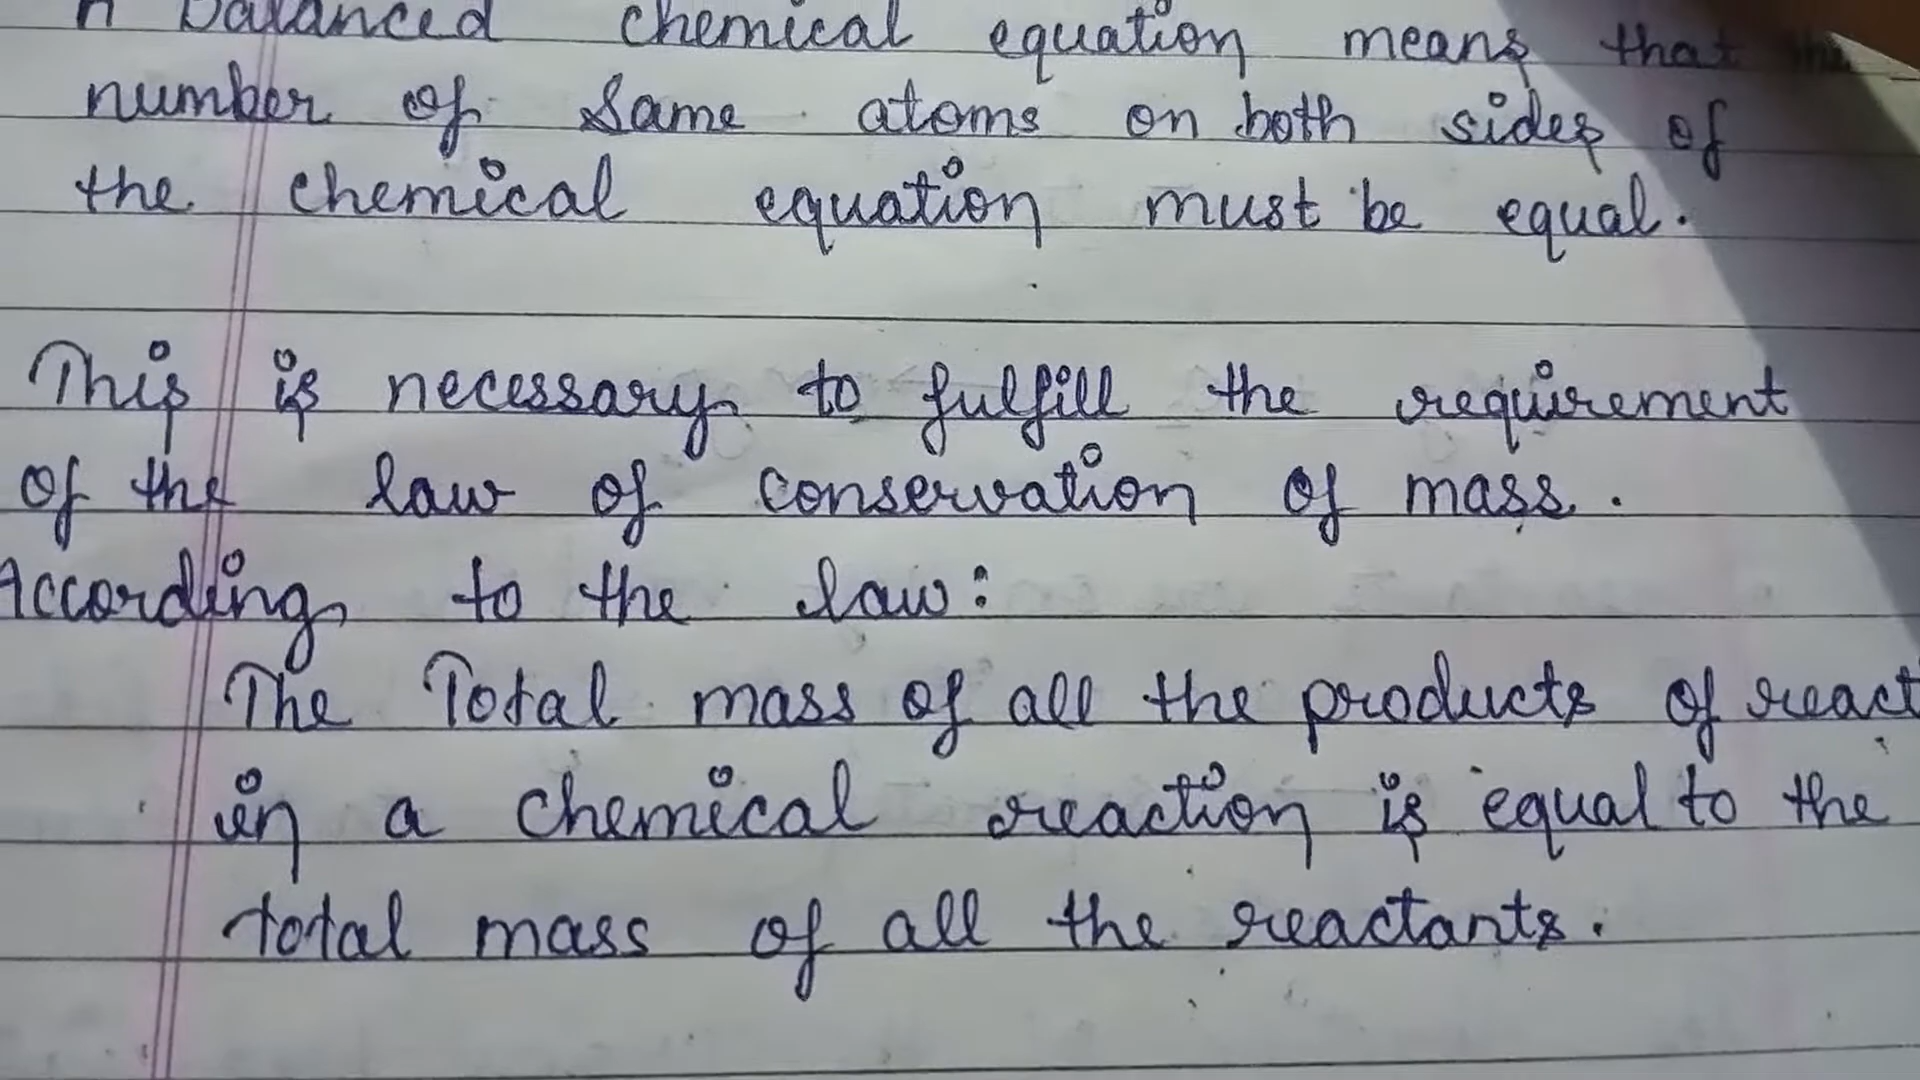 A balanced chemical equation means that the
number of same atoms on both sides of
the chemical equation must be equal.
This is necessary to fulfill the requirement
of the law of conservation of mass.
According to the law:
The Total mass of all the products of react
in a chemical reaction is equal to the
total mass of all the reactants.